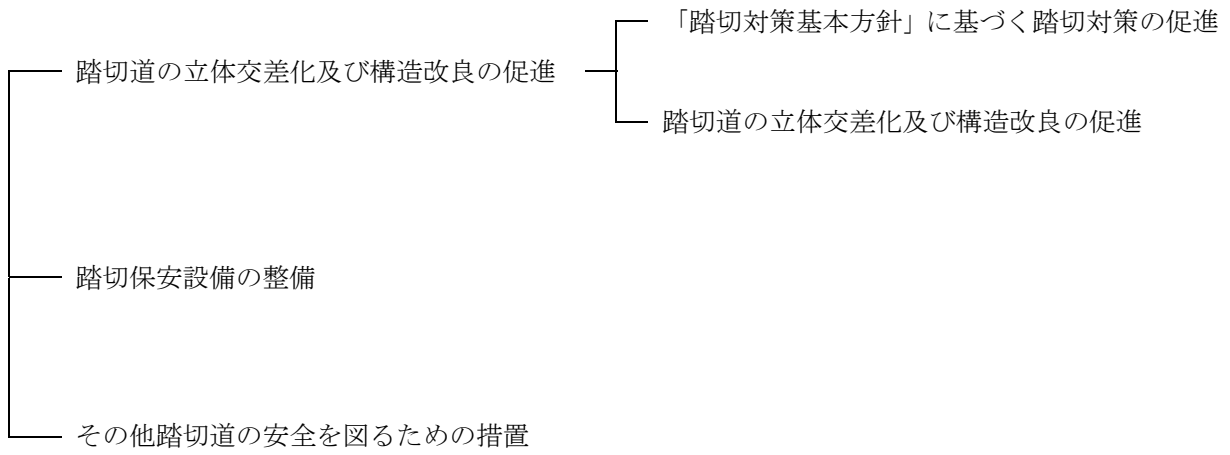 「踏切対策基本方針」に基づく踏切対策の促進
踏切道の立体交差化及び構造改良の促進
踏切道の立体交差化及び構造改良の促進
踏切保安設備の整備
その他踏切道の安全を図るための措置